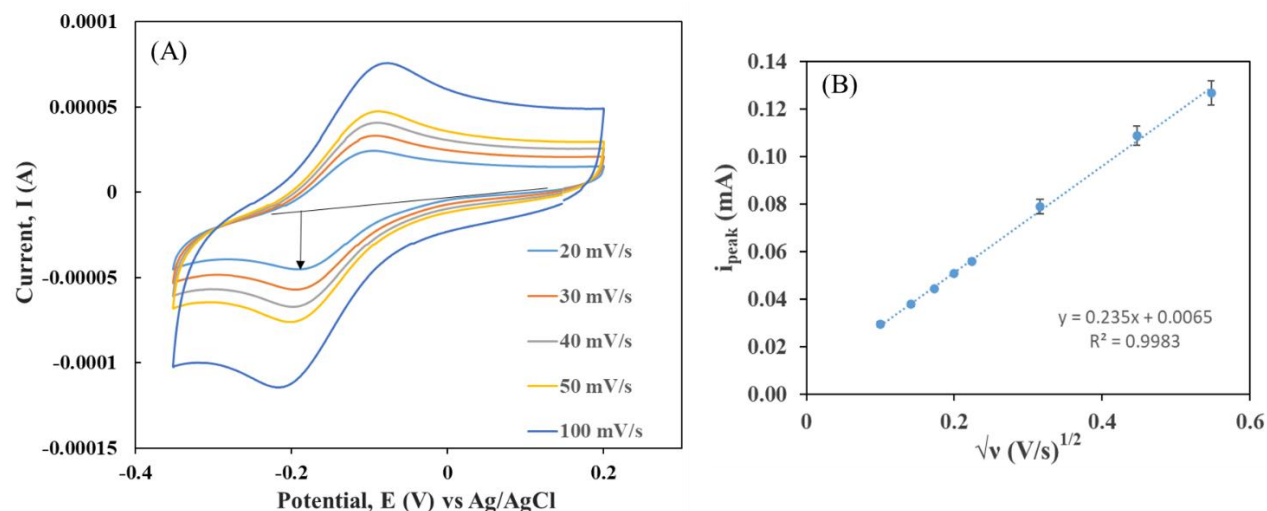 (A)
0.0001
0.00005
0
-0.00005
-0.0001
-0.00015
Current, I (A)
-0.4
-0.2
0
0.2
Potential, E (V) vs Ag/AgCl
20 mV/s
30 mV/s
40 mV/s
50 mV/s
100 mV/s
(B)
0.14
0.12
0.10
0.08
0.06
0.04
0.02
0.00
i_peak (mA)
y = 0.235x + 0.0065
R² = 0.9983
0
0.2
0.4
0.6
√ν (V/s)^1/2